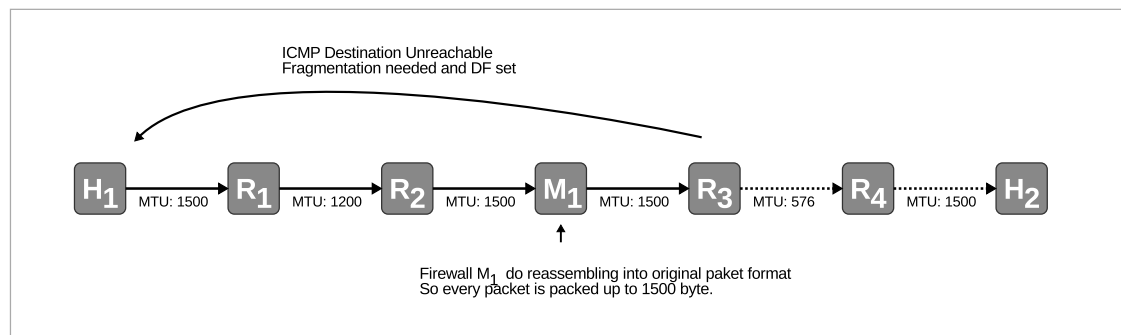 ICMP Destination Unreachable
Fragmentation needed and DF set
H1
R1
R2
M1
R3
R4
H2
MTU: 1500
MTU: 1200
MTU: 1500
MTU: 1500
MTU: 576
MTU: 1500
Firewall M1 do reassembling into original paket format
So every packet is packed up to 1500 byte.